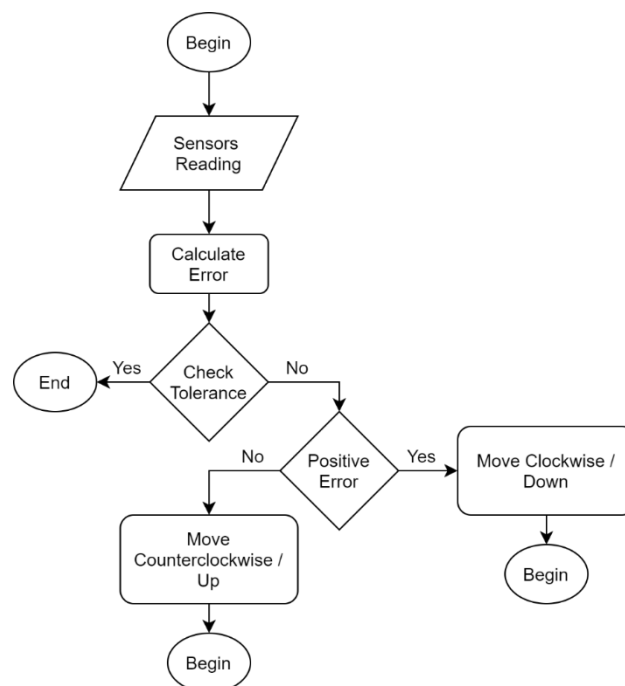 Begin
Sensors
Reading
Calculate
Error
Yes
Check
Tolerance
No
End
No
Positive
Error
Yes
Move Clockwise /
Down
Move
Counterclockwise /
Up
Begin
Begin